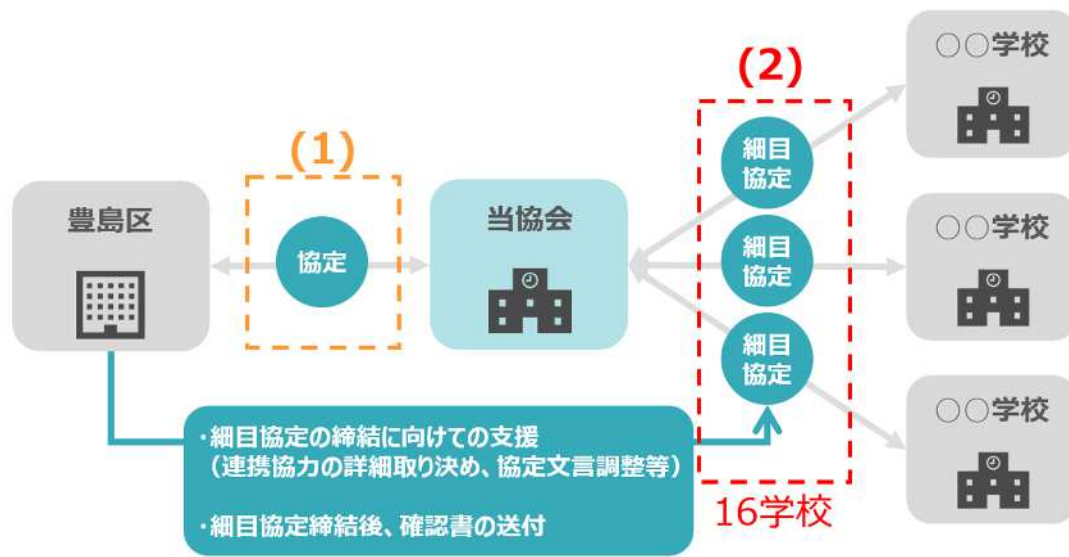 (1)
(2)
豊島区
協定
当協会
細目
協定
細目
協定
細目
協定
○○学校
○○学校
○○学校
・細目協定の締結に向けての支援
（連携協力の詳細取り決め、協定文言調整等）
・細目協定締結後、確認書の送付
16学校